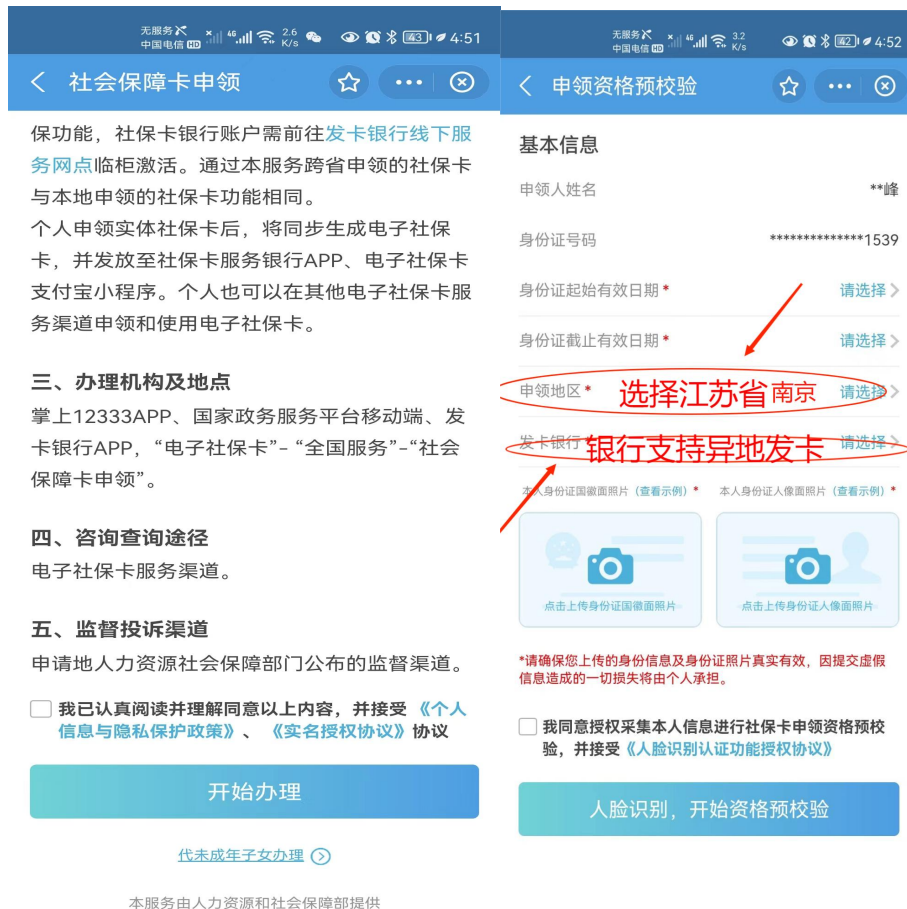 无服务
中国电信 HD 46 2.6 K/s 43 4:51
社会保障卡申领
保功能，社保卡银行账户需前往发卡银行线下服
务网点临柜激活。通过本服务跨省申领的社保卡
与本地申领的社保卡功能相同。
个人申领实体社保卡后，将同步生成电子社保
卡，并发放至社保卡服务银行APP、电子社保卡
支付宝小程序。个人也可以在其他电子社保卡服
务渠道申领和使用电子社保卡。
三、办理机构及地点
掌上12333APP、国家政务服务平台移动端、发
卡银行APP，“电子社保卡”-“全国服务”-“社会
保障卡申领”。
四、咨询查询途径
电子社保卡服务渠道。
五、监督投诉渠道
申请地人力资源社会保障部门公布的监督渠道。
我已认真阅读并理解同意以上内容，并接受《个人
信息与隐私保护政策》、《实名授权协议》协议
开始办理
代未成年子女办理
本服务由人力资源和社会保障部提供
无服务
中国电信 HD 46 3.2 K/s 42 4:52
申领资格预校验
基本信息
申领人姓名 **峰
身份证号码 **************1539
身份证起始有效日期* 请选择
身份证截止有效日期* 请选择
申领地区* 选择江苏省南京 请选择
发卡银行 银行支持异地发卡 请选择
本人身份证国徽面照片（查看示例）* 本人身份证人像面照片（查看示例）*
点击上传身份证国徽面照片 点击上传身份证人像面照片
*请确保您上传的身份信息及身份证照片真实有效，因提交虚假
信息造成的一切损失将由个人承担。
我同意授权采集本人信息进行社保卡申领资格预校
验，并接受《人脸识别认证功能授权协议》
人脸识别，开始资格预校验